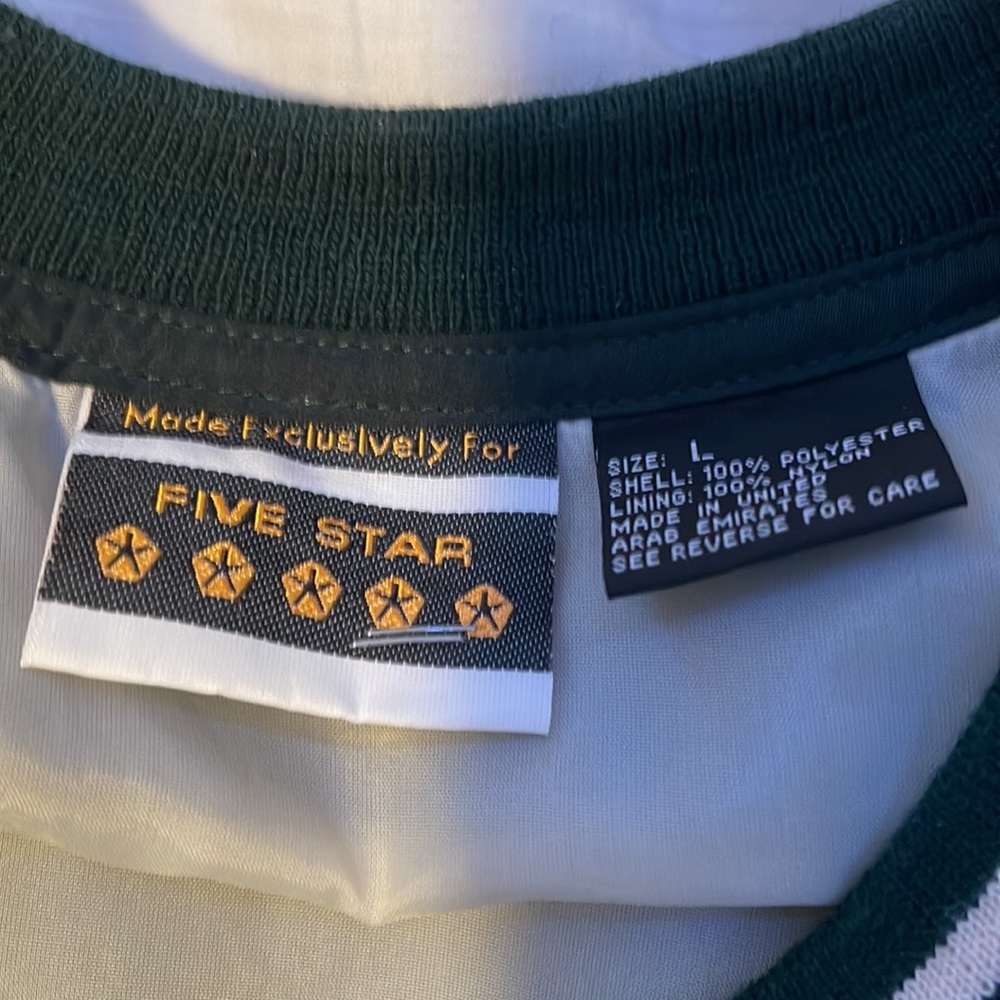 Made Exclusively For
FIVE STAR
SIZE: L
SHELL: 100% POLYESTER
LINING: 100% NYLON
MADE IN UNITED
ARAB EMIRATES
SEE REVERSE FOR CARE